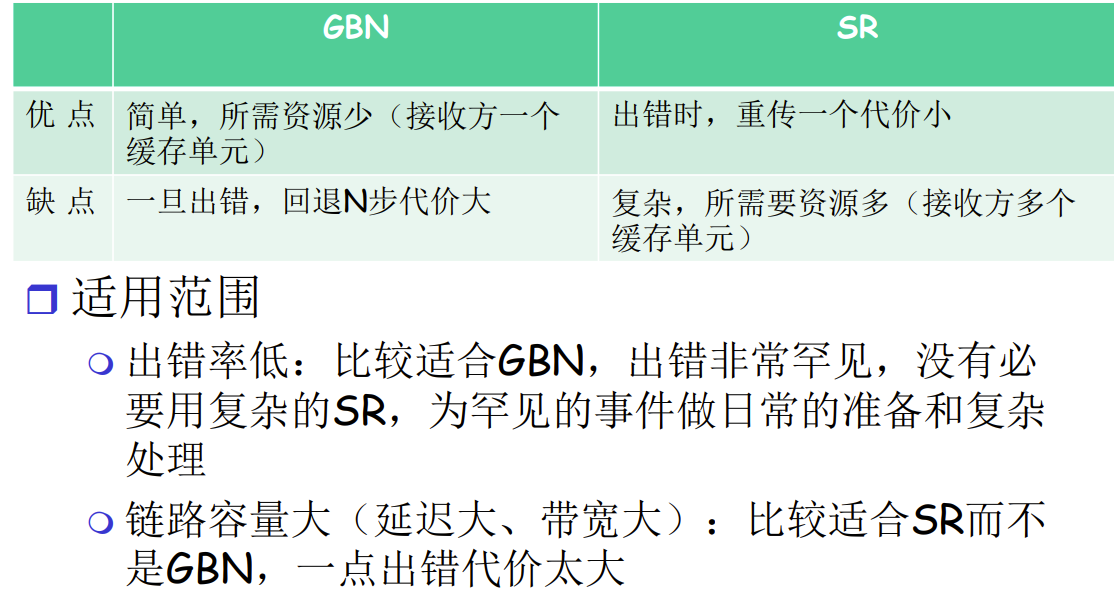 GBN SR
优 点 简单，所需资源少（接收方一个
缓存单元） 出错时，重传一个代价小
缺 点 一旦出错，回退N步代价大 复杂，所需要资源多（接收方多个
缓存单元）
适用范围
出错率低：比较适合GBN，出错非常罕见，没有必
要用复杂的SR，为罕见的事件做日常的准备和复杂
处理
链路容量大（延迟大、带宽大）：比较适合SR而不
是GBN，一点出错代价太大